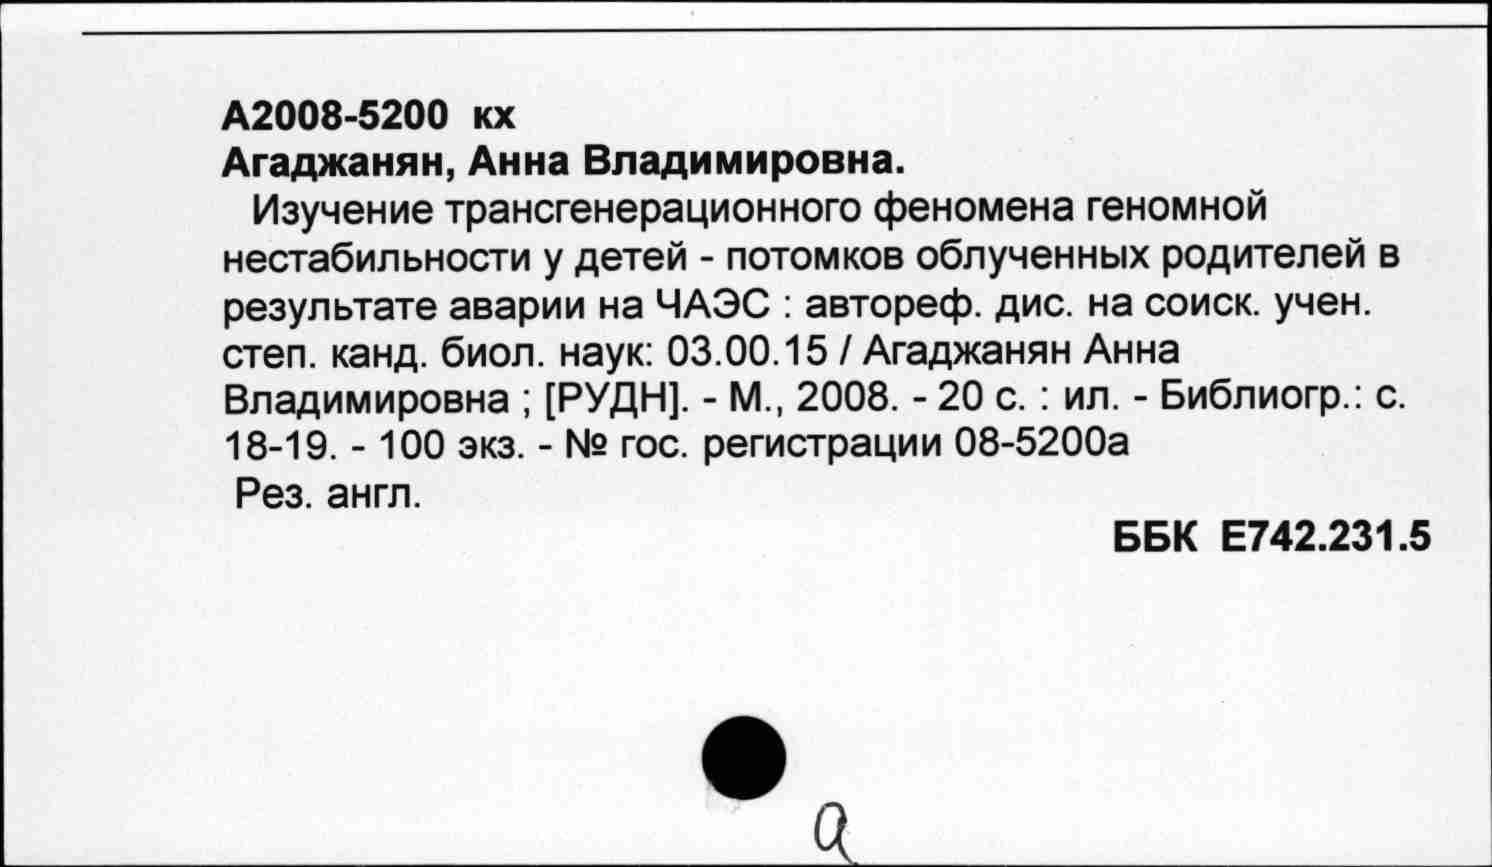 А2008-5200 кх
Агаджанян, Анна Владимировна.
Изучение трансгенерационного феномена геномной
нестабильности у детей - потомков облученных родителей в
результате аварии на ЧАЭС : автореф. дис. на соиск. учен.
степ. канд. биол. наук: 03.00.15 / Агаджанян Анна
Владимировна ; [РУДН]. - М., 2008. - 20 с. : ил. - Библиогр.: с.
18-19. - 100 экз. - № гос. регистрации 08-5200а
Рез. англ.
ББК Е742.231.5
а